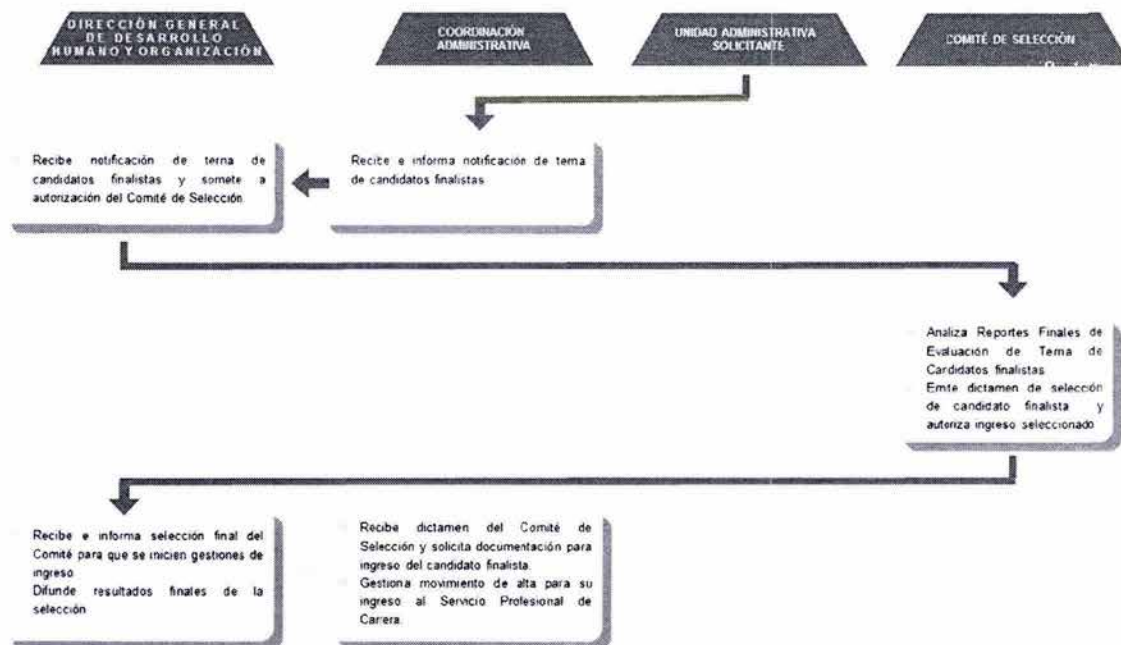 DIRECCIÓN GENERAL
DE DESARROLLO
HUMANO Y ORGANIZACIÓN
COORDINACIÓN
ADMINISTRATIVA
UNIDAD ADMINISTRATIVA
SOLICITANTE
COMITÉ DE SELECCIÓN
Recibe notificación de terna de
candidatos finalistas y somete a
autorización del Comité de Selección
Recibe e informa notificación de terna
de candidatos finalistas
Analiza Reportes Finales de
Evaluación de Terna de
Candidatos finalistas
Emite dictamen de selección
de candidato finalista y
autoriza ingreso seleccionado
Recibe e informa selección final del
Comité para que se inicien gestiones de
ingreso
Difunde resultados finales de la
selección
Recibe dictamen del Comité de
Selección y solicita documentación para
ingreso del candidato finalista.
Gestiona movimiento de alta para su
ingreso al Servicio Profesional de
Carrera.